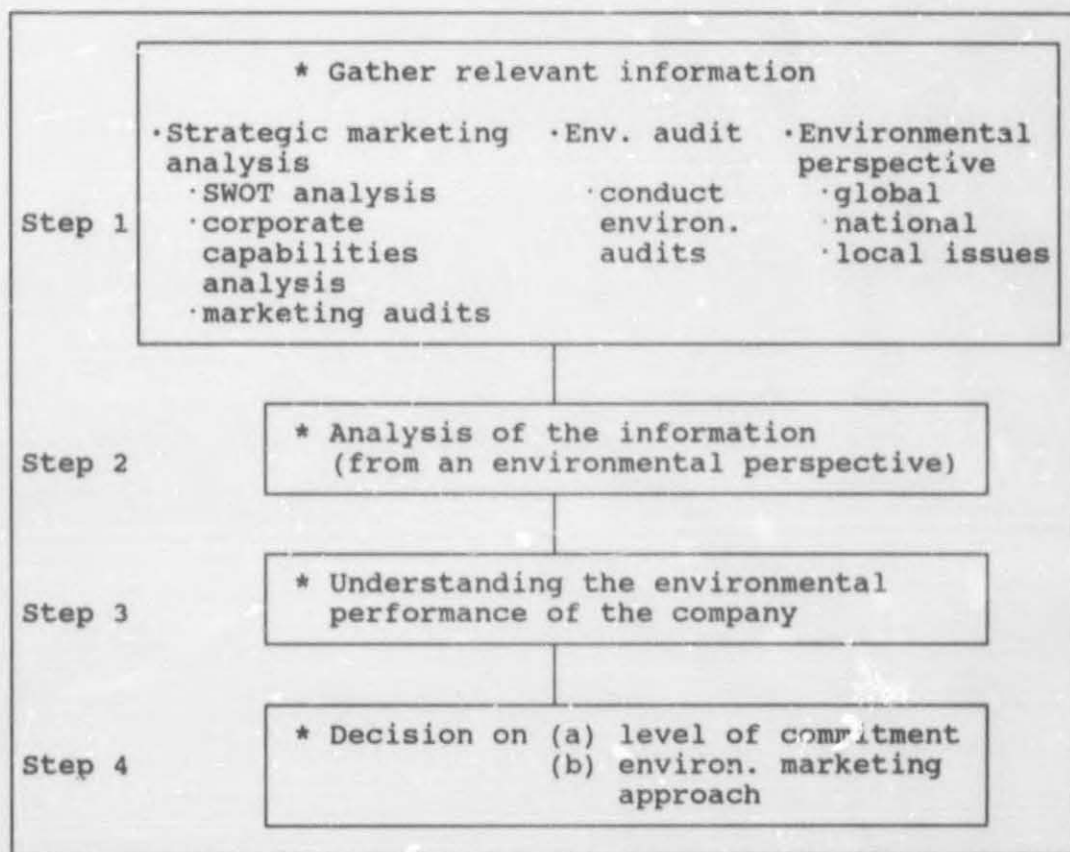 * Gather relevant information
·Strategic marketing analysis
·SWOT analysis
·corporate capabilities analysis
·marketing audits
·Env. audit
·conduct environ. audits
·Environmental perspective
·global
·national
·local issues
Step 1
* Analysis of the information
(from an environmental perspective)
Step 2
* Understanding the environmental
performance of the company
Step 3
* Decision on (a) level of commitment
(b) environ. marketing
approach
Step 4